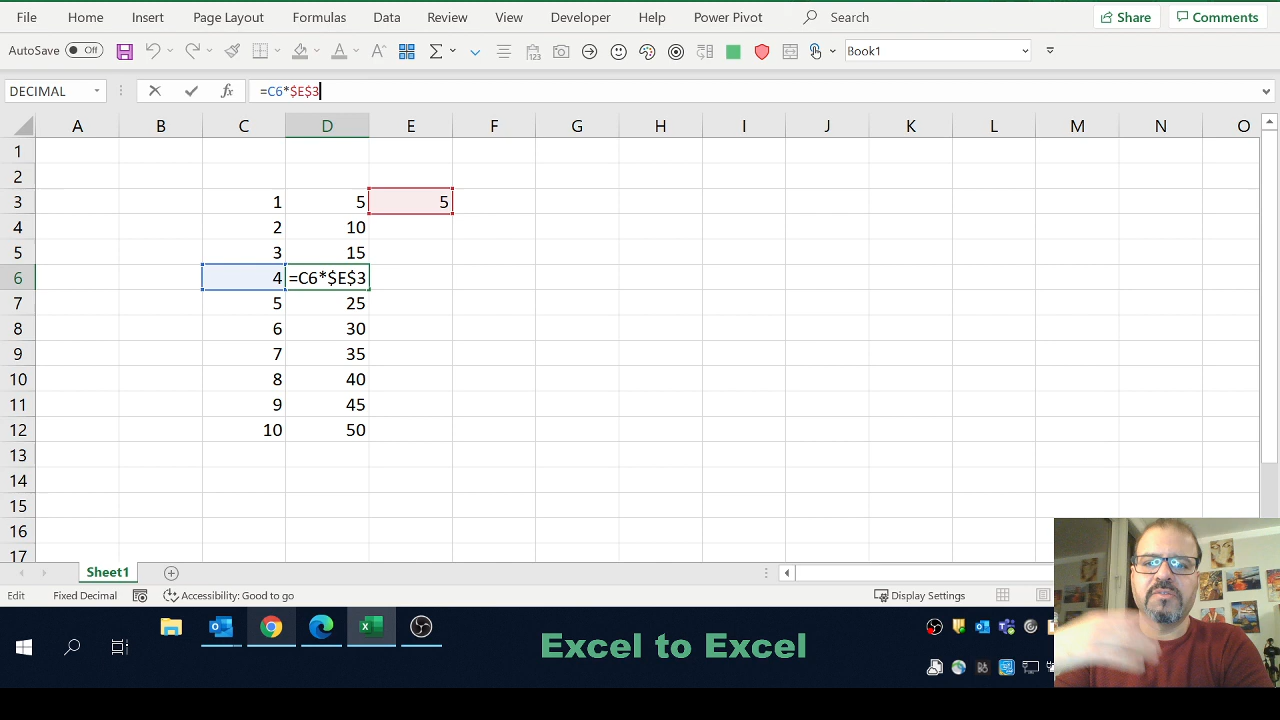 File Home Insert Page Layout Formulas Data Review View Developer Help Power Pivot Search Share Comments
AutoSave Off Book1
DECIMAL fx =C6*$E$3
A B C D E F G H I J K L M N O
1
2
3 1 5 5
4 2 10
5 3 15
6 4 =C6*$E$3
7 5 25
8 6 30
9 7 35
10 8 40
11 9 45
12 10 50
13
14
15
16
17
Sheet1
Edit Fixed Decimal Accessibility: Good to go Display Settings
Excel to Excel